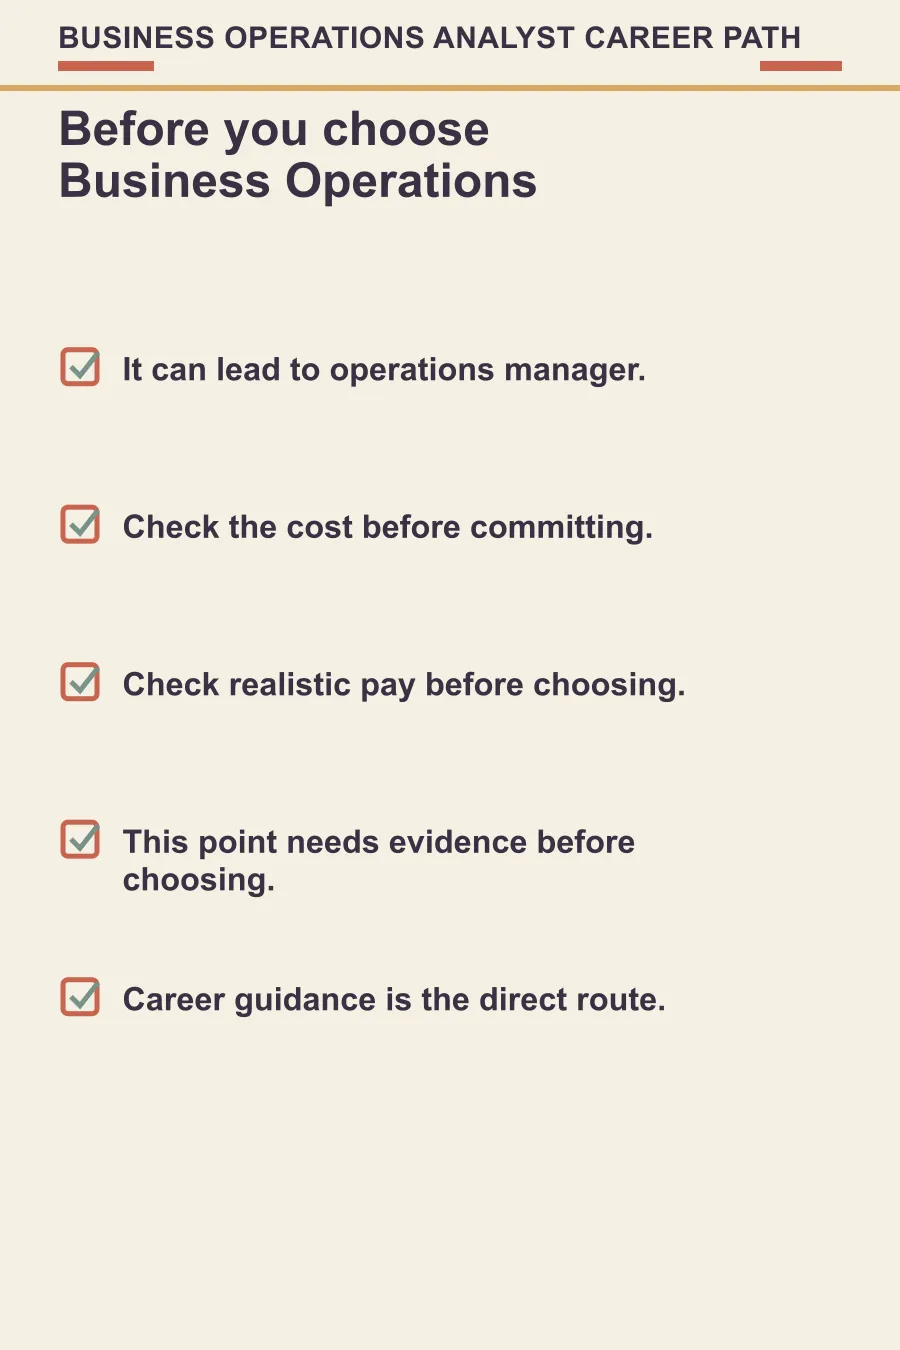 BUSINESS OPERATIONS ANALYST CAREER PATH
Before you choose
Business Operations
It can lead to operations manager.
Check the cost before committing.
Check realistic pay before choosing.
This point needs evidence before
choosing.
Career guidance is the direct route.